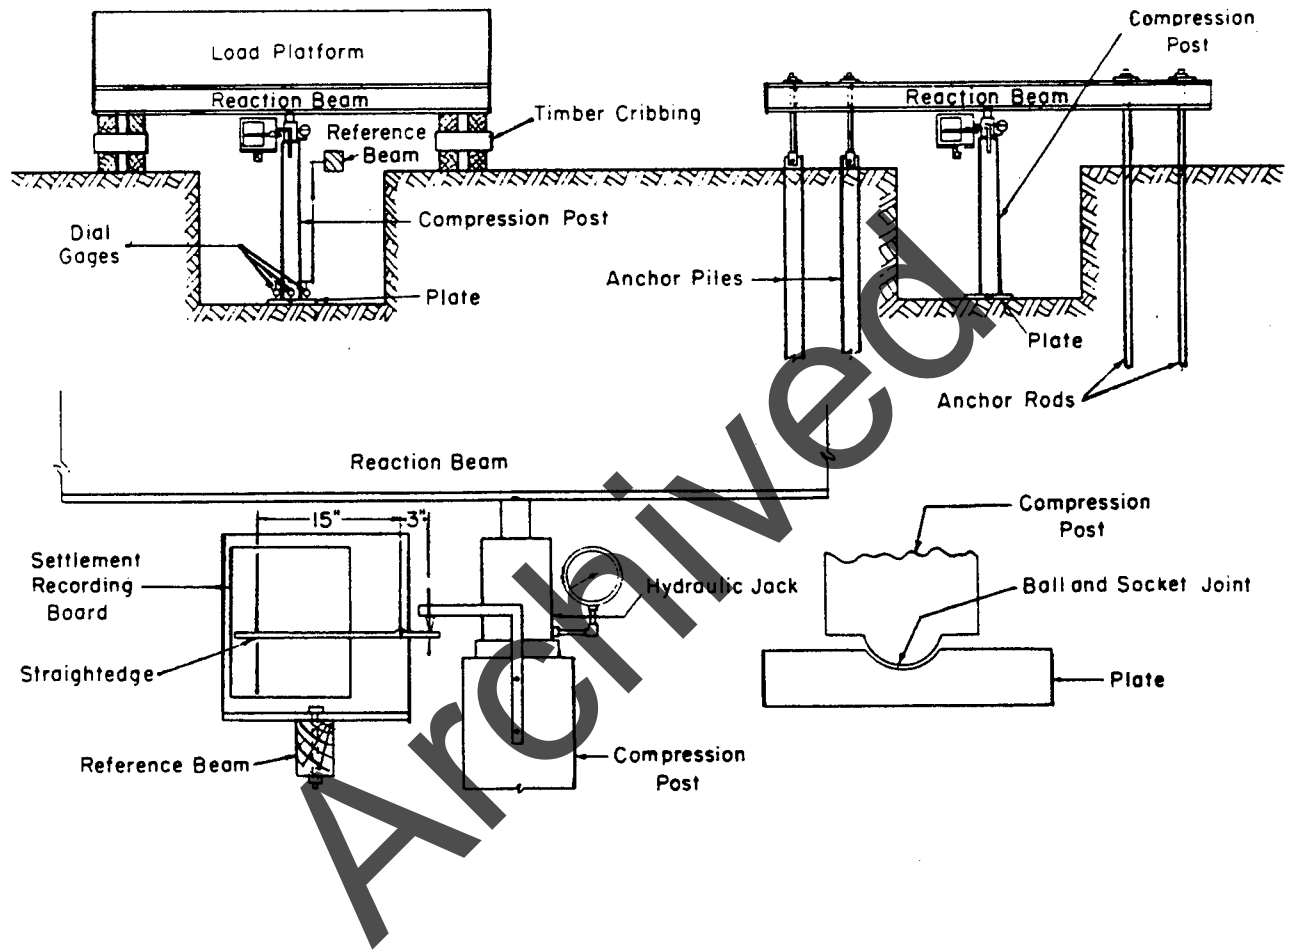 Load Platform
Reaction Beam
Timber Cribbing
Reference
Beam
Compression Post
Dial
Gages
Plate
Compression
Post
Reaction Beam
Anchor Piles
Plate
Anchor Rods
Reaction Beam
15"
3"
Settlement
Recording
Board
Hydraulic Jack
Straightedge
Reference Beam
Compression
Post
Compression
Post
Ball and Socket Joint
Plate
Archived